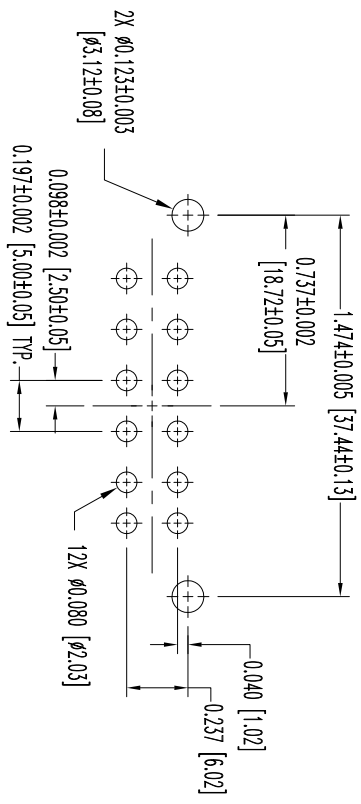 2X ø0.123±0.003
[ø3.12±0.08]
1.474±0.005 [37.44±0.13]
0.737±0.002
[18.72±0.05]
0.098±0.002 [2.50±0.05]
0.197±0.002 [5.00±0.05] TYP.
12X ø0.080 [ø2.03]
0.040 [1.02]
0.237 [6.02]